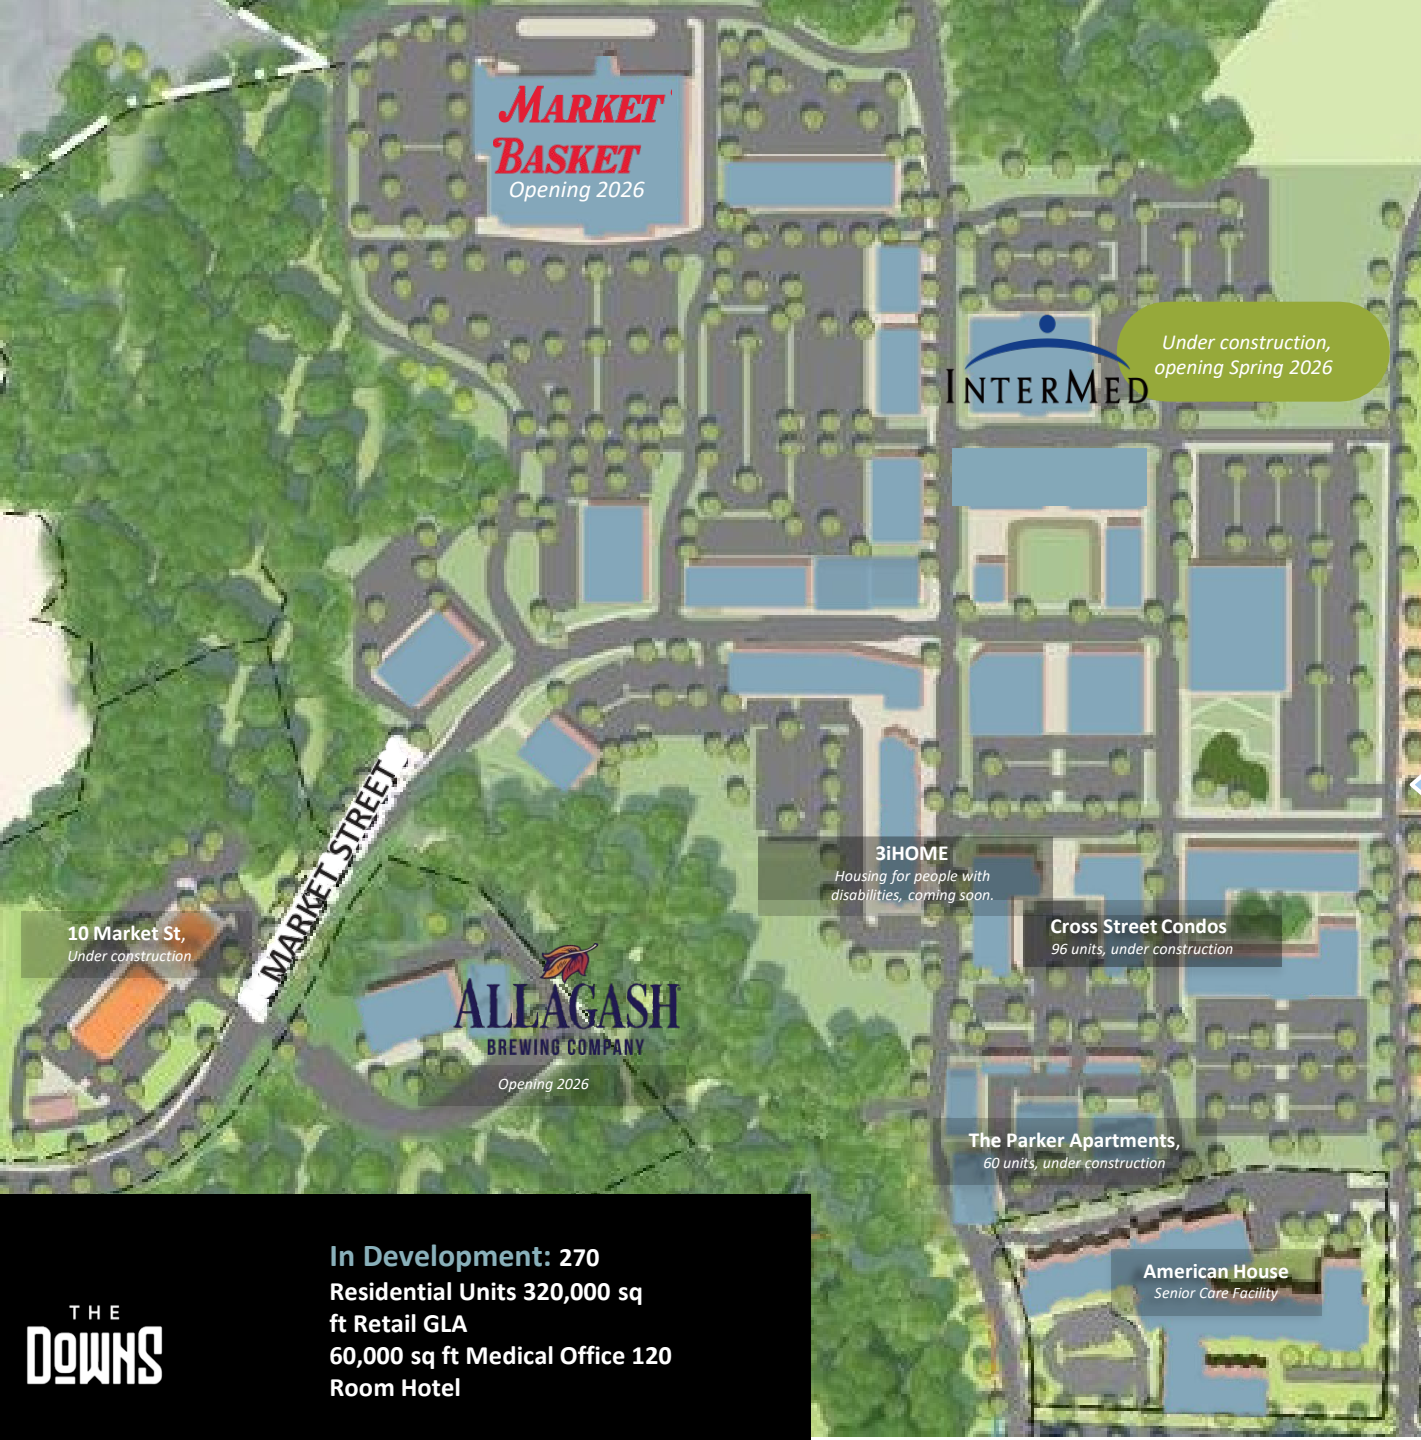 MARKET
BASKET
Opening 2026
Under construction,
opening Spring 2026
INTERMED
MARKET STREET
3iHOME
Housing for people with
disabilities, coming soon.
10 Market St,
Under construction
Cross Street Condos
96 units, under construction
ALLAGASH
BREWING COMPANY
Opening 2026
The Parker Apartments,
60 units, under construction
American House
Senior Care Facility
THE
DOWNS
In Development: 270
Residential Units 320,000 sq
ft Retail GLA
60,000 sq ft Medical Office 120
Room Hotel